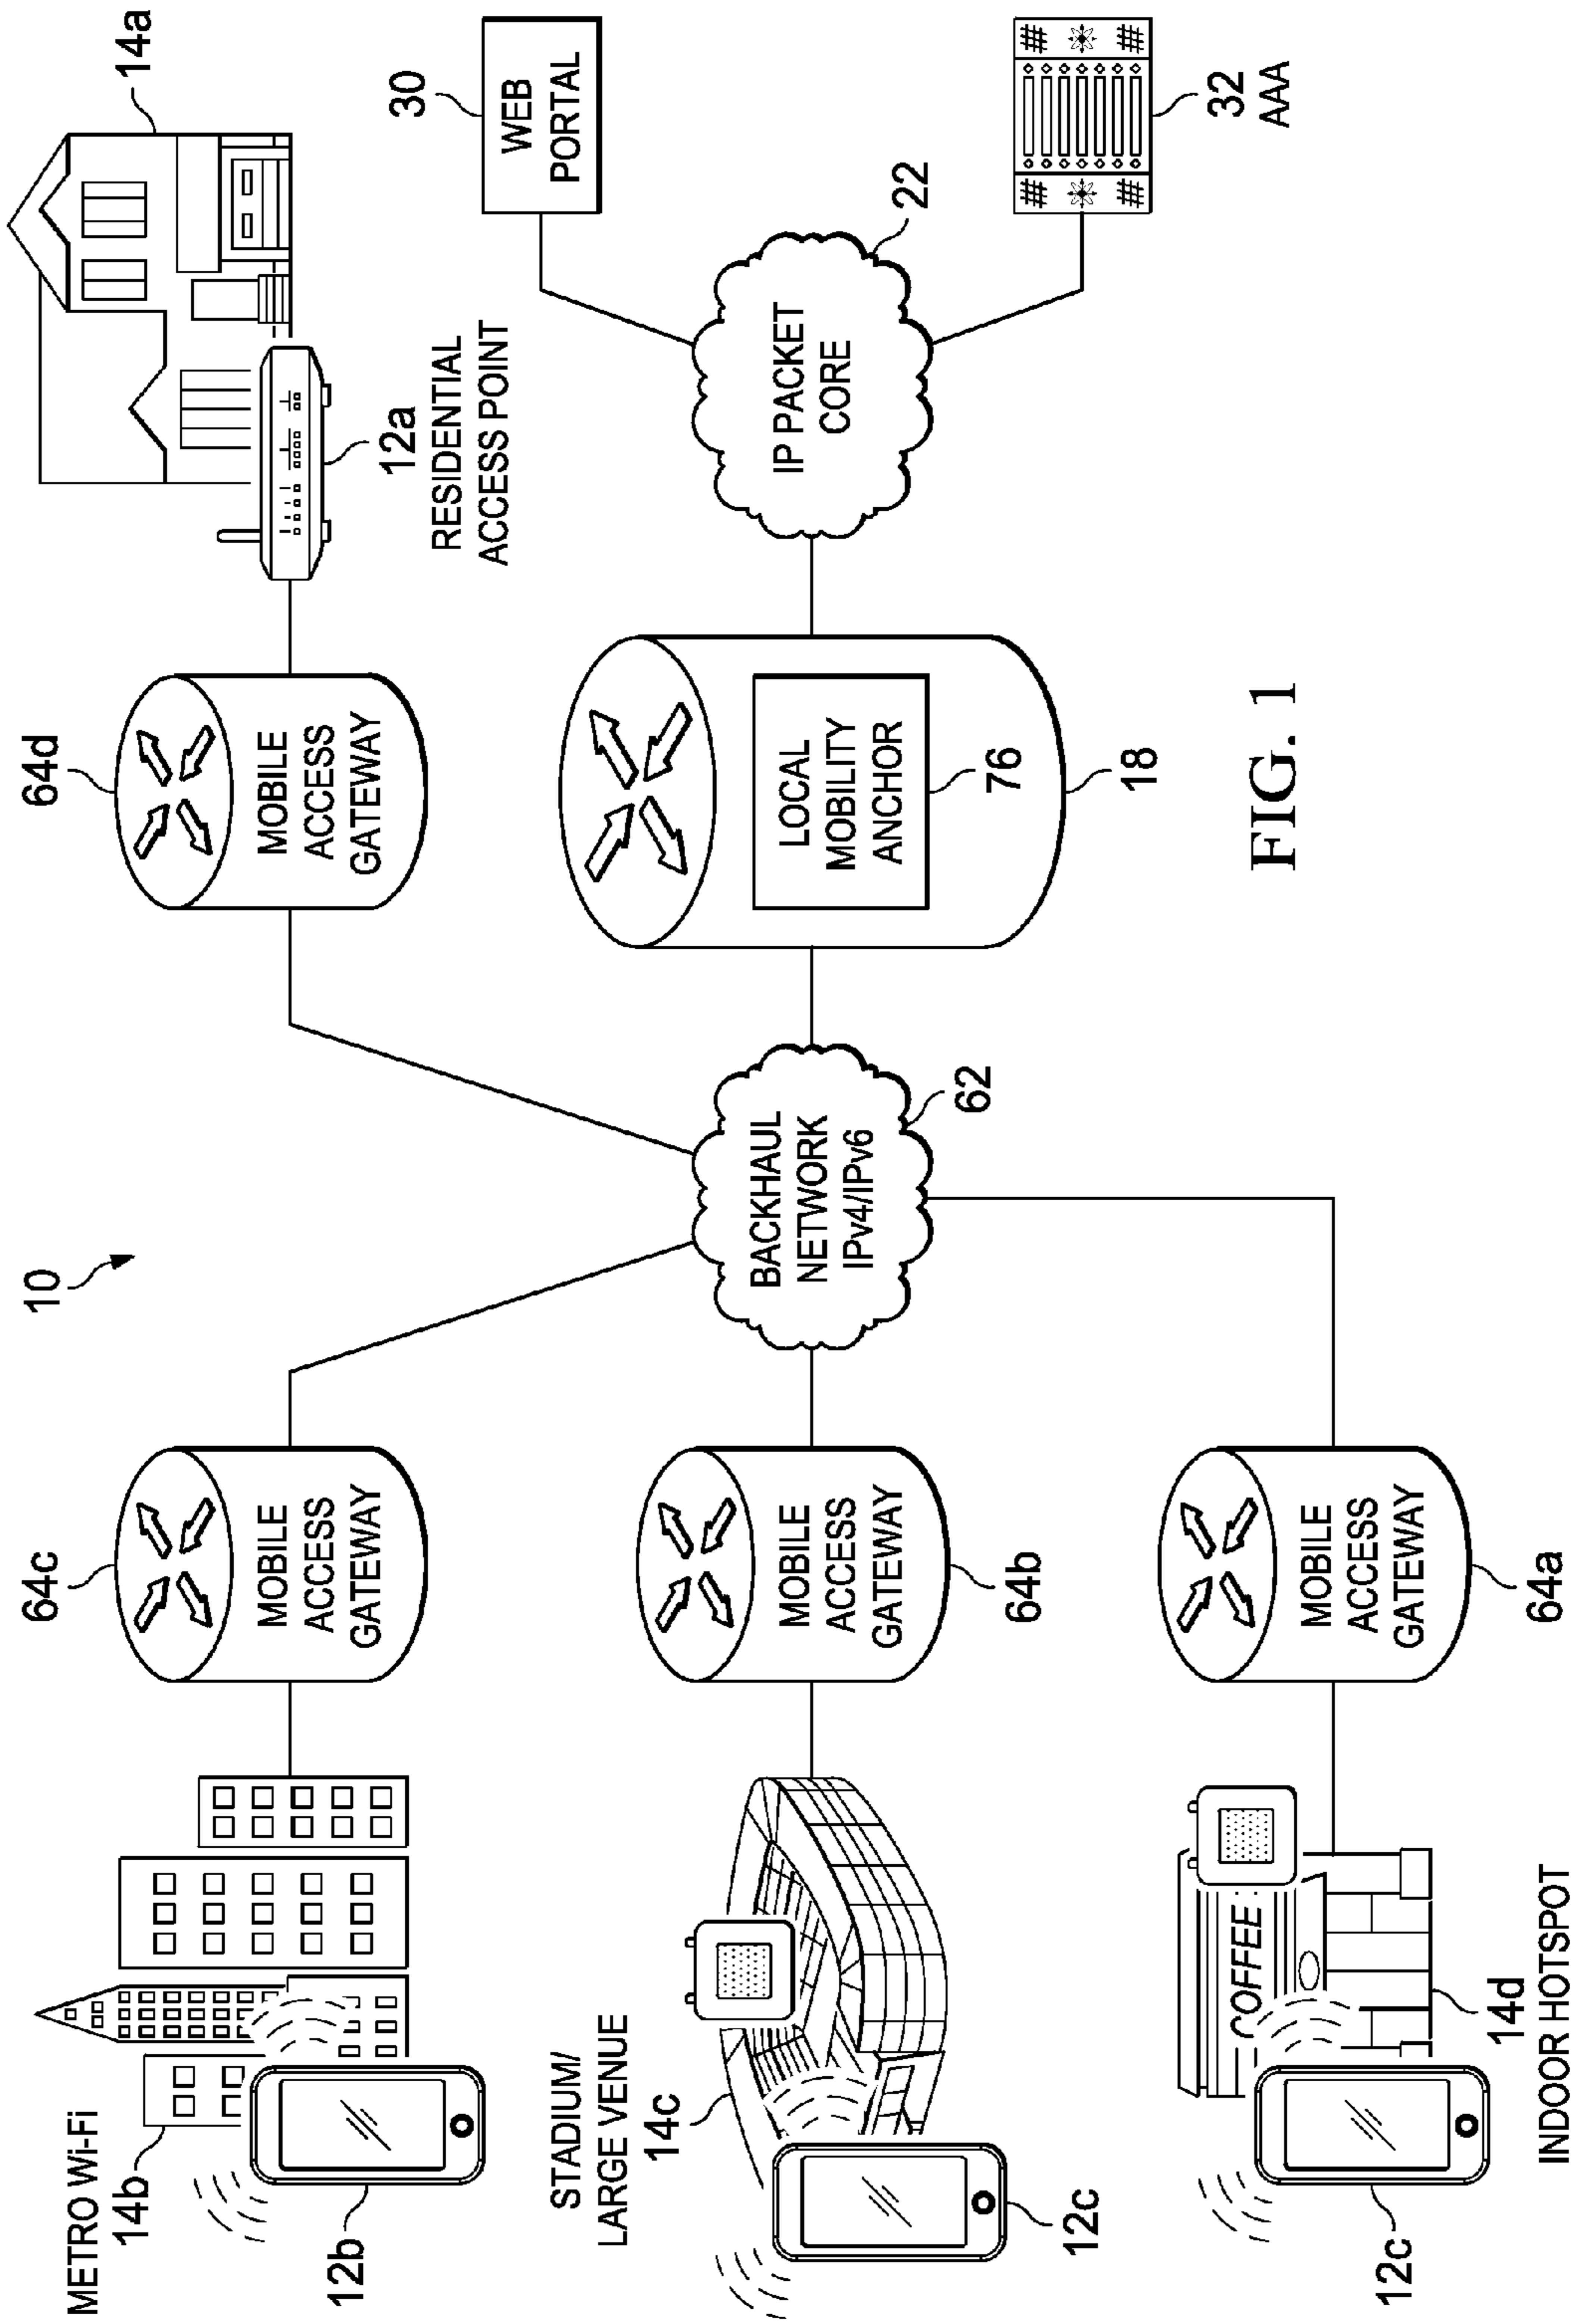 10
METRO Wi-Fi
14b
12b
64c
MOBILE
ACCESS
GATEWAY
64d
MOBILE
ACCESS
GATEWAY
14a
12a
RESIDENTIAL
ACCESS POINT
STADIUM/
LARGE VENUE
14c
12c
MOBILE
ACCESS
GATEWAY
64b
BACKHAUL
NETWORK
IPv4/IPv6
62
LOCAL
MOBILITY
ANCHOR
76
18
IP PACKET
CORE
22
30
WEB
PORTAL
32
AAA
COFFEE
14d
12c
INDOOR HOTSPOT
MOBILE
ACCESS
GATEWAY
64a
FIG. 1